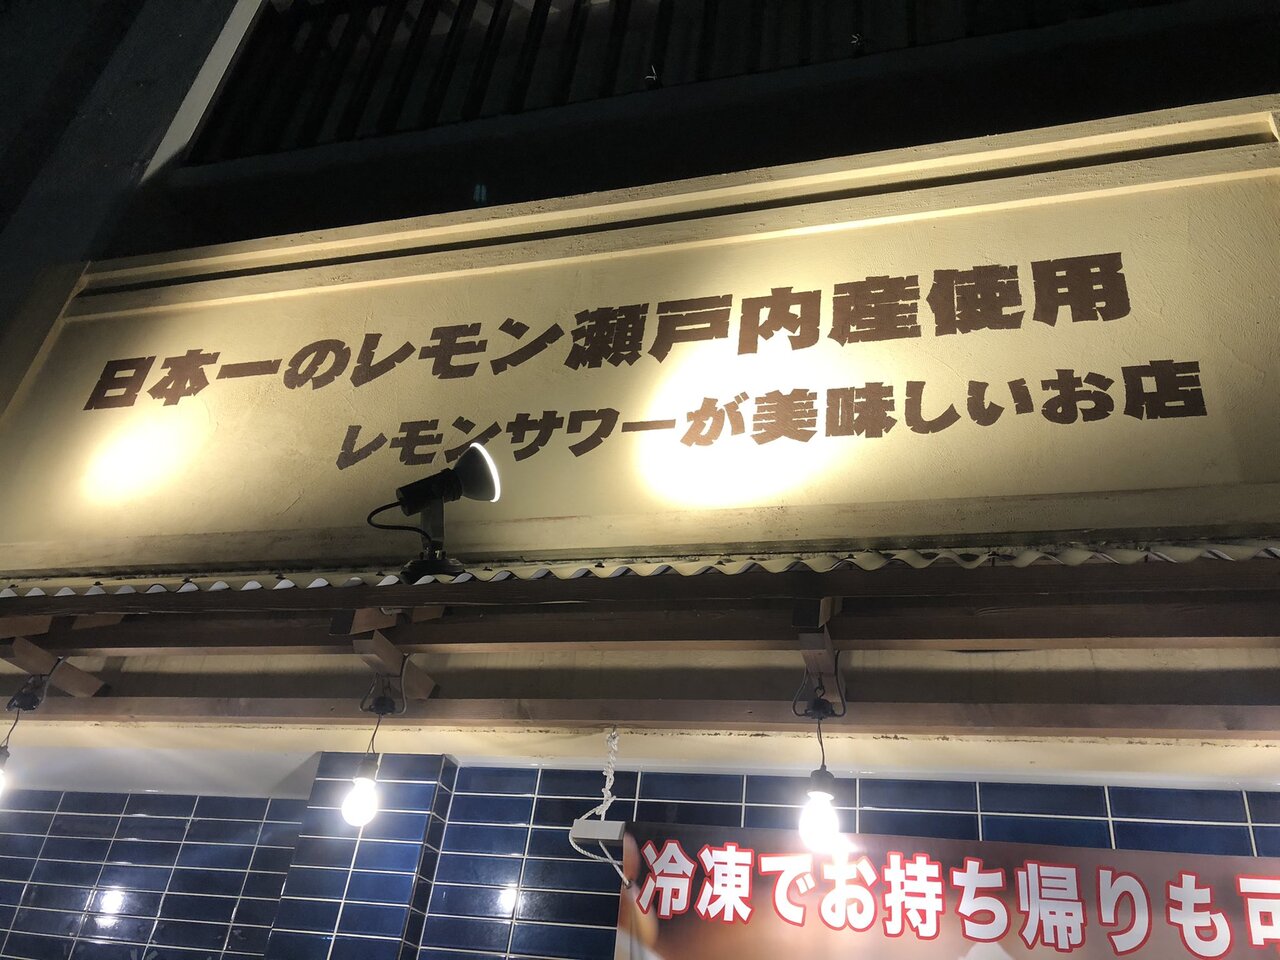 日本一のレモン瀬戸内産使用
レモンサワーが美味しいお店
冷凍でお持ち帰りも可